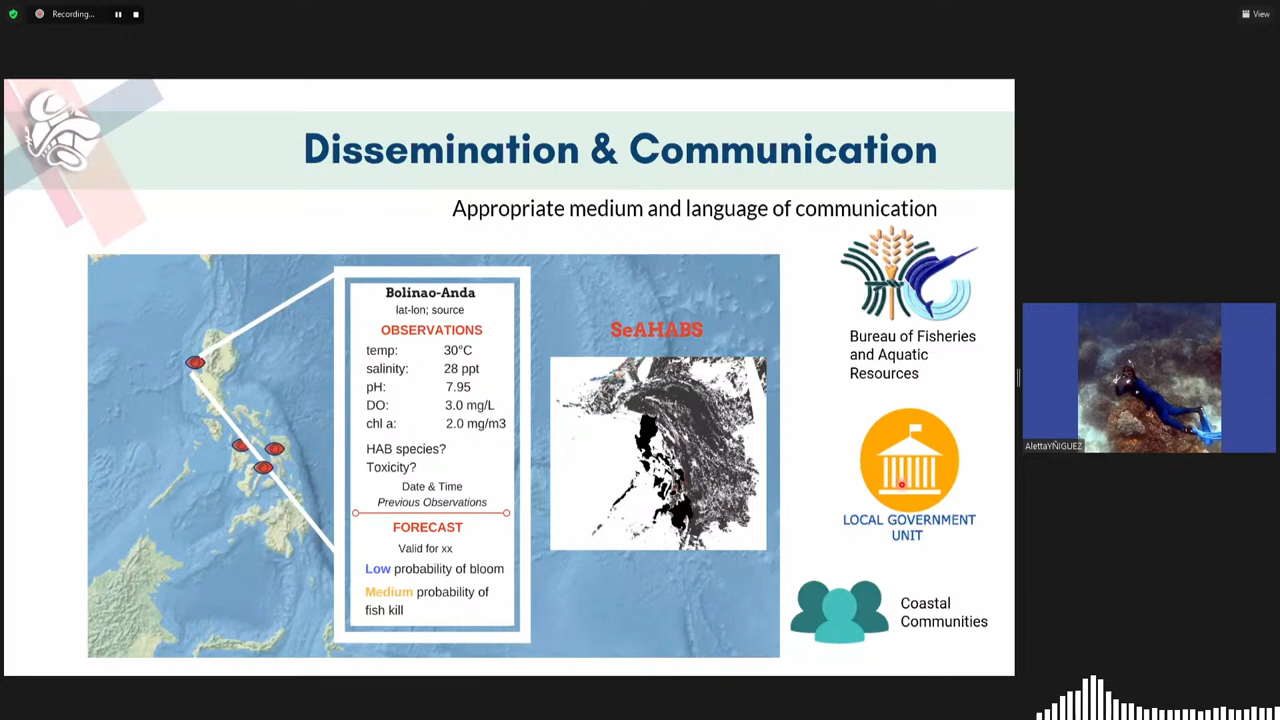 Recording...
View
Dissemination & Communication
Appropriate medium and language of communication
Bolinao-Anda
lat-lon; source
OBSERVATIONS
temp: 30°C
salinity: 28 ppt
pH: 7.95
DO: 3.0 mg/L
chl a: 2.0 mg/m3
HAB species?
Toxicity?
Date & Time
Previous Observations
FORECAST
Valid for xx
Low probability of bloom
Medium probability of
fish kill
SeAHABS
Bureau of Fisheries
and Aquatic
Resources
LOCAL GOVERNMENT
UNIT
Coastal
Communities
AlettaYÑIGUEZ